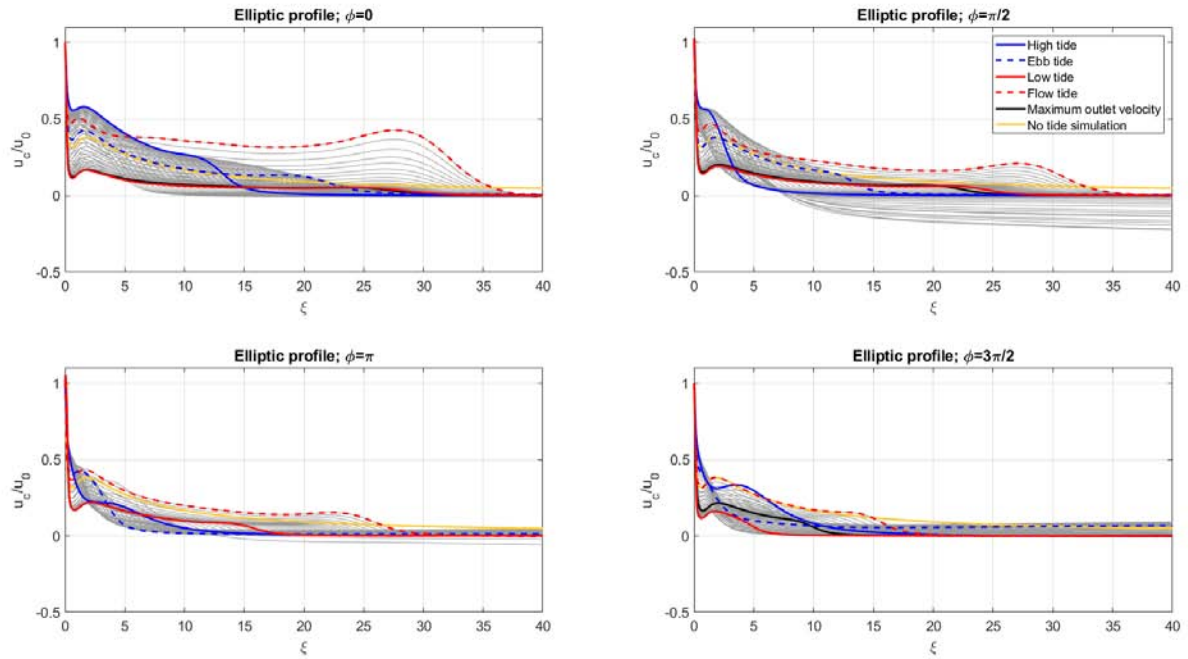 Elliptic profile; ϕ=0
1
0.5
0
-0.5
u_c/u_0
0 5 10 15 20 25 30 35 40
ξ
Elliptic profile; ϕ=π/2
High tide
Ebb tide
Low tide
Flow tide
Maximum outlet velocity
No tide simulation
1
0.5
0
-0.5
u_c/u_0
0 5 10 15 20 25 30 35 40
ξ
Elliptic profile; ϕ=π
1
0.5
0
-0.5
u_c/u_0
0 5 10 15 20 25 30 35 40
ξ
Elliptic profile; ϕ=3π/2
1
0.5
0
-0.5
u_c/u_0
0 5 10 15 20 25 30 35 40
ξ